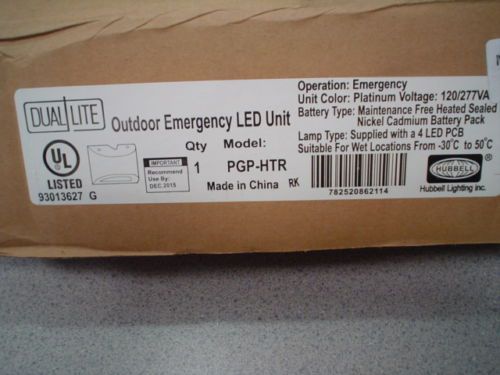 DUAL LITE
Outdoor Emergency LED Unit
Qty Model:
1 PGP-HTR
Made in China RK
UL
LISTED
93013627 G
IMPORTANT
Recommend
Use By:
DEC.2015
Operation: Emergency
Unit Color: Platinum Voltage: 120/277VA
Battery Type: Maintenance Free Heated Sealed
Nickel Cadmium Battery Pack
Lamp Type: Supplied with a 4 LED PCB
Suitable For Wet Locations From -30°C to 50°C
782520862114
HUBBELL
Hubbell Lighting inc.